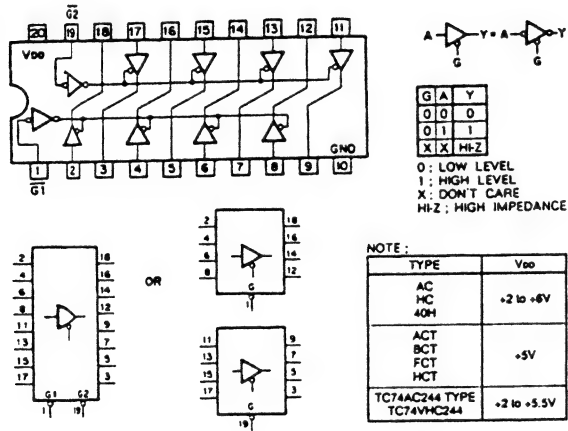 G2
20 19 18 17 16 15 14 13 12 11
VDD
GND
1 2 3 4 5 6 7 8 9 10
G1
A Y = A Y
G G
G A Y
0 0 0
0 1 1
X X HI-Z
0 ; LOW LEVEL
1 ; HIGH LEVEL
X ; DON'T CARE
HI-Z ; HIGH IMPEDANCE
2 18
4 16
6 14
8 12
11 9
13 7
15 5
17 3
G1 G2
1 19
OR
2 18
4 16
6 14
8 12
G
1
11 9
13 7
15 5
17 3
G
19
NOTE ;
TYPE VDD
AC
HC
40H
+2 to +6V
ACT
BCT
FCT
HCT
+5V
TC74AC244 TYPE
TC74VHC244
+2 to +5.5V